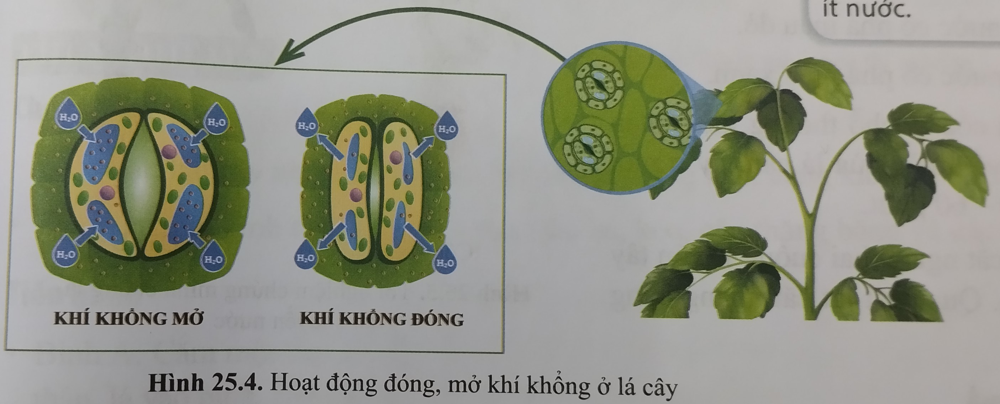 ít nước.
H₂O
H₂O
H₂O
H₂O
H₂O
H₂O
H₂O
H₂O
KHÍ KHỔNG MỞ
KHÍ KHỔNG ĐÓNG
Hình 25.4. Hoạt động đóng, mở khí khổng ở lá cây